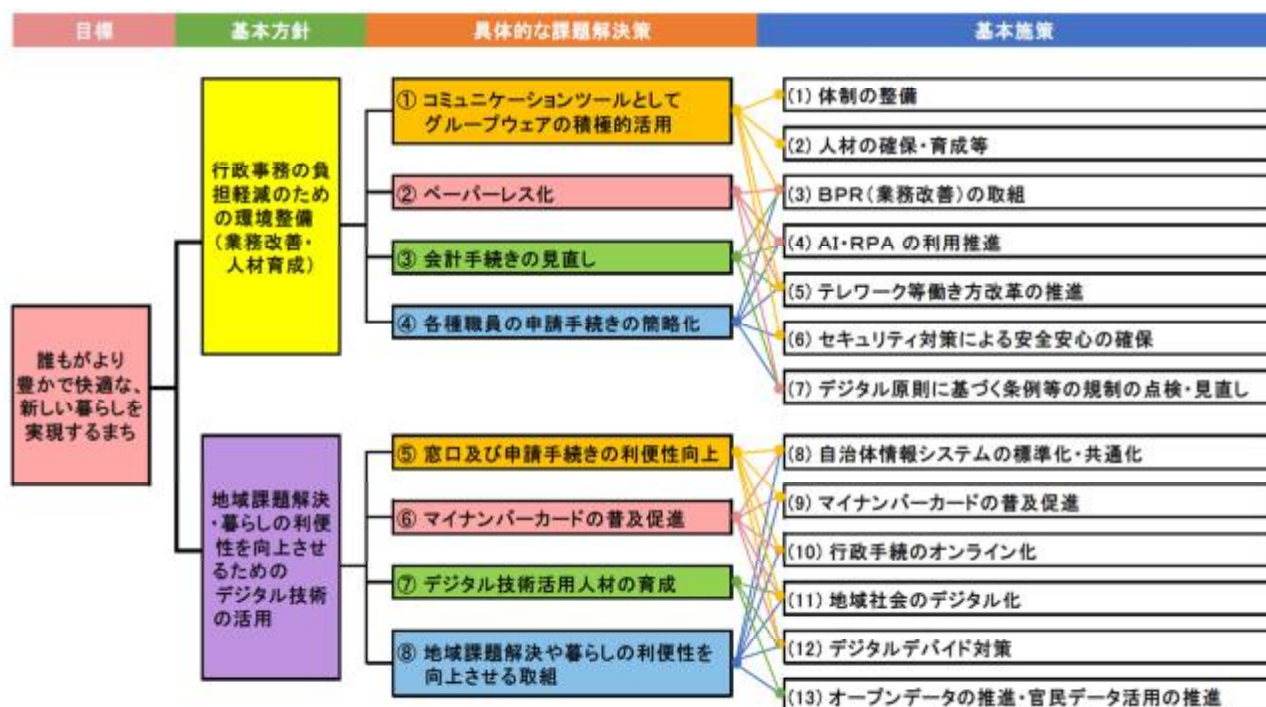 目標
基本方針
具体的な課題解決策
基本施策
誰もがより
豊かで快適な、
新しい暮らしを
実現するまち
行政事務の負
担軽減のため
の環境整備
(業務改善・
人材育成)
① コミュニケーションツールとして
グループウェアの積極的活用
② ペーパーレス化
③ 会計手続きの見直し
④ 各種職員の申請手続きの簡略化
(1) 体制の整備
(2) 人材の確保・育成等
(3) BPR(業務改善)の取組
(4) AI・RPA の利用推進
(5) テレワーク等働き方改革の推進
(6) セキュリティ対策による安全安心の確保
(7) デジタル原則に基づく条例等の規制の点検・見直し
地域課題解決
・暮らしの利便
性を向上させ
るための
デジタル技術
の活用
⑤ 窓口及び申請手続きの利便性向上
⑥ マイナンバーカードの普及促進
⑦ デジタル技術活用人材の育成
⑧ 地域課題解決や暮らしの利便性を
向上させる取組
(8) 自治体情報システムの標準化・共通化
(9) マイナンバーカードの普及促進
(10) 行政手続のオンライン化
(11) 地域社会のデジタル化
(12) デジタルデバイド対策
(13) オープンデータの推進・官民データ活用の推進